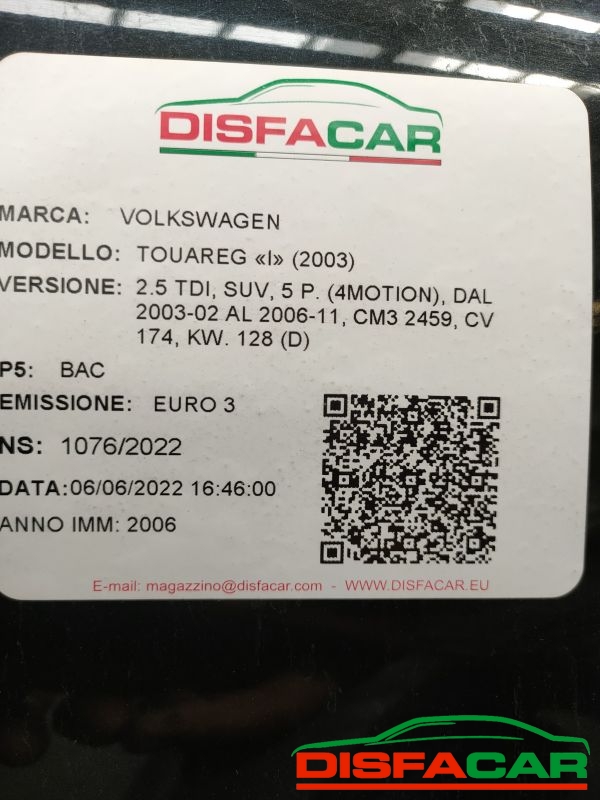 DISFACAR
MARCA: VOLKSWAGEN
MODELLO: TOUAREG «I» (2003)
VERSIONE: 2.5 TDI, SUV, 5 P. (4MOTION), DAL
2003-02 AL 2006-11, CM3 2459, CV
174, KW. 128 (D)
P5: BAC
EMISSIONE: EURO 3
NS: 1076/2022
DATA:06/06/2022 16:46:00
ANNO IMM: 2006
E-mail: magazzino@disfacar.com - WWW.DISFACAR.EU
DISFACAR